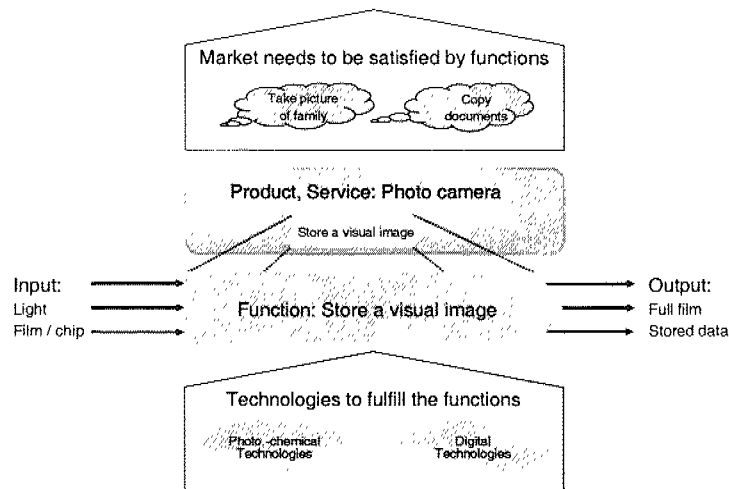 Market needs to be satisfied by functions
Take picture
of family
Copy
documents
Product, Service: Photo camera
Store a visual image
Input:
Light
Film / chip
Function: Store a visual image
Output:
Full film
Stored data
Technologies to fulfill the functions
Photo -chemical
Technologies
Digital
Technologies